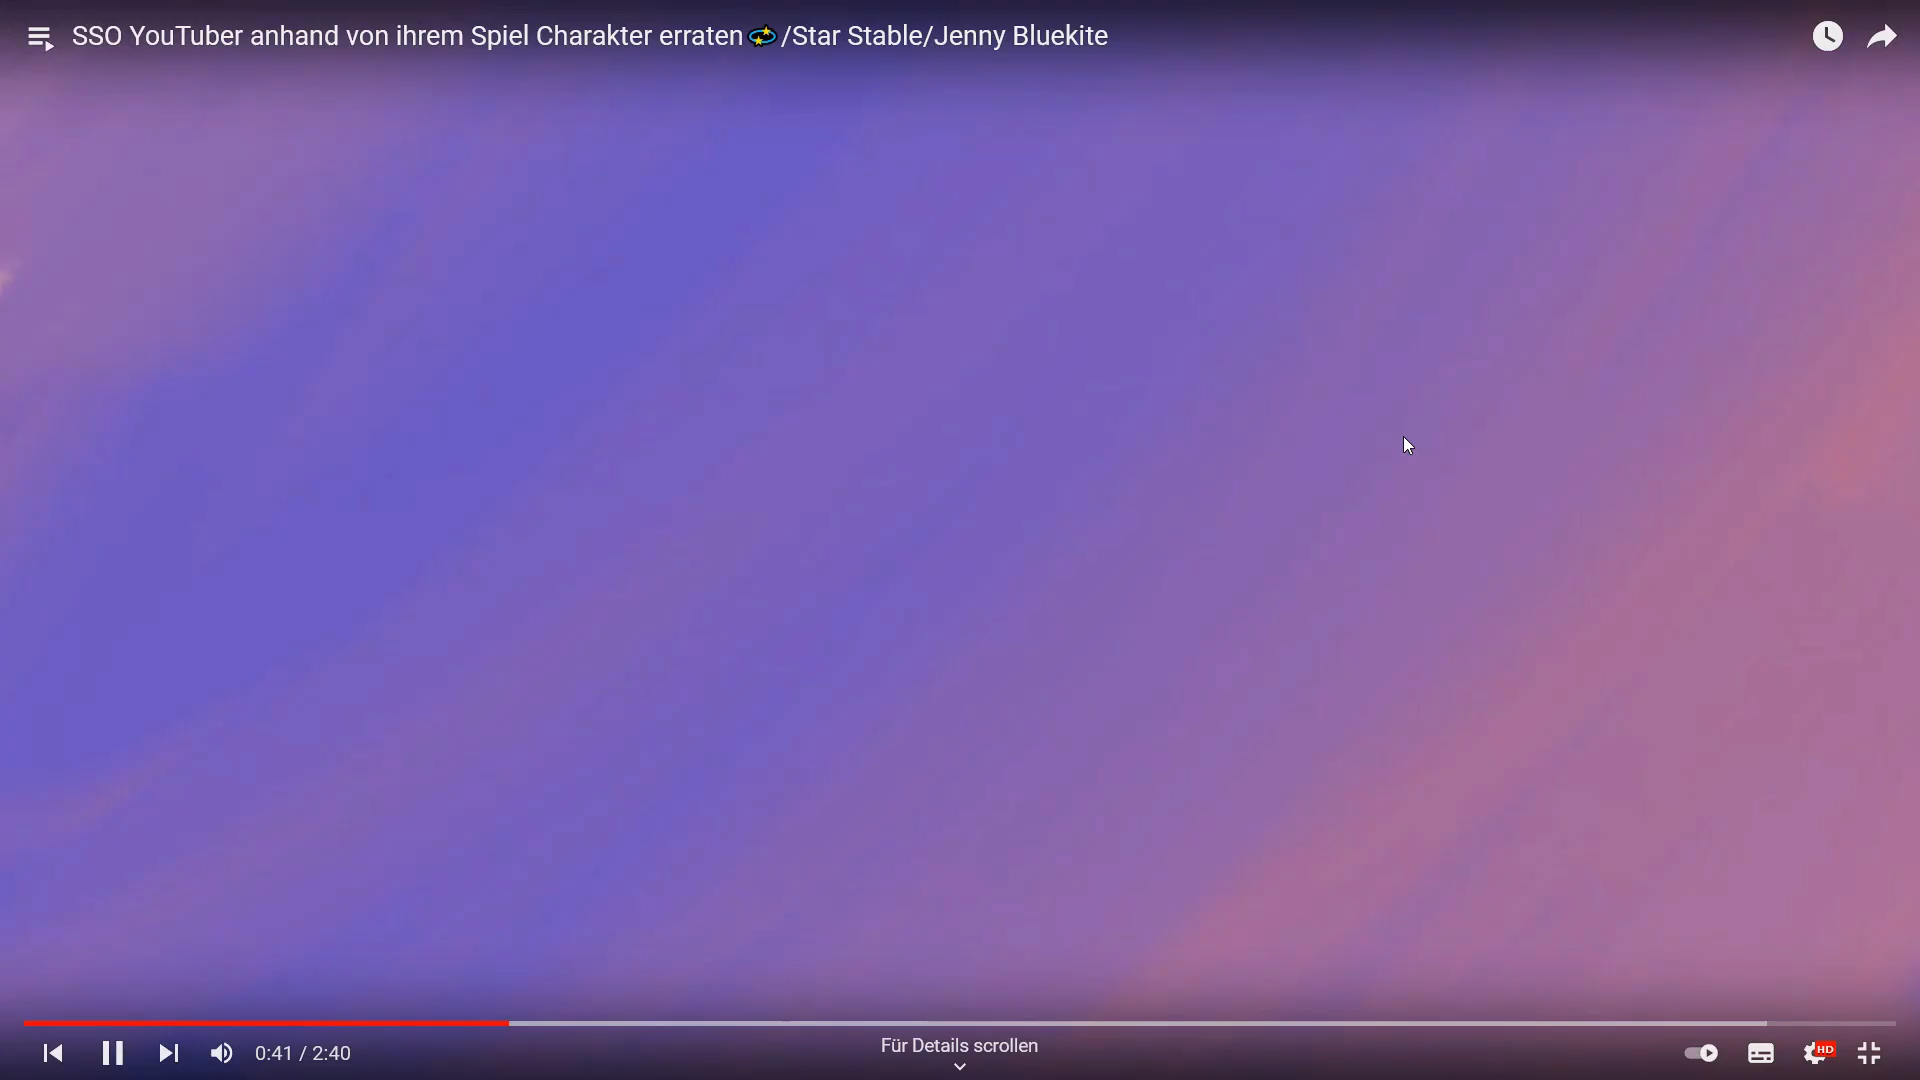 SSO YouTuber anhand von ihrem Spiel Charakter erraten💫/Star Stable/Jenny Bluekite
0:41 / 2:40
Für Details scrollen
HD